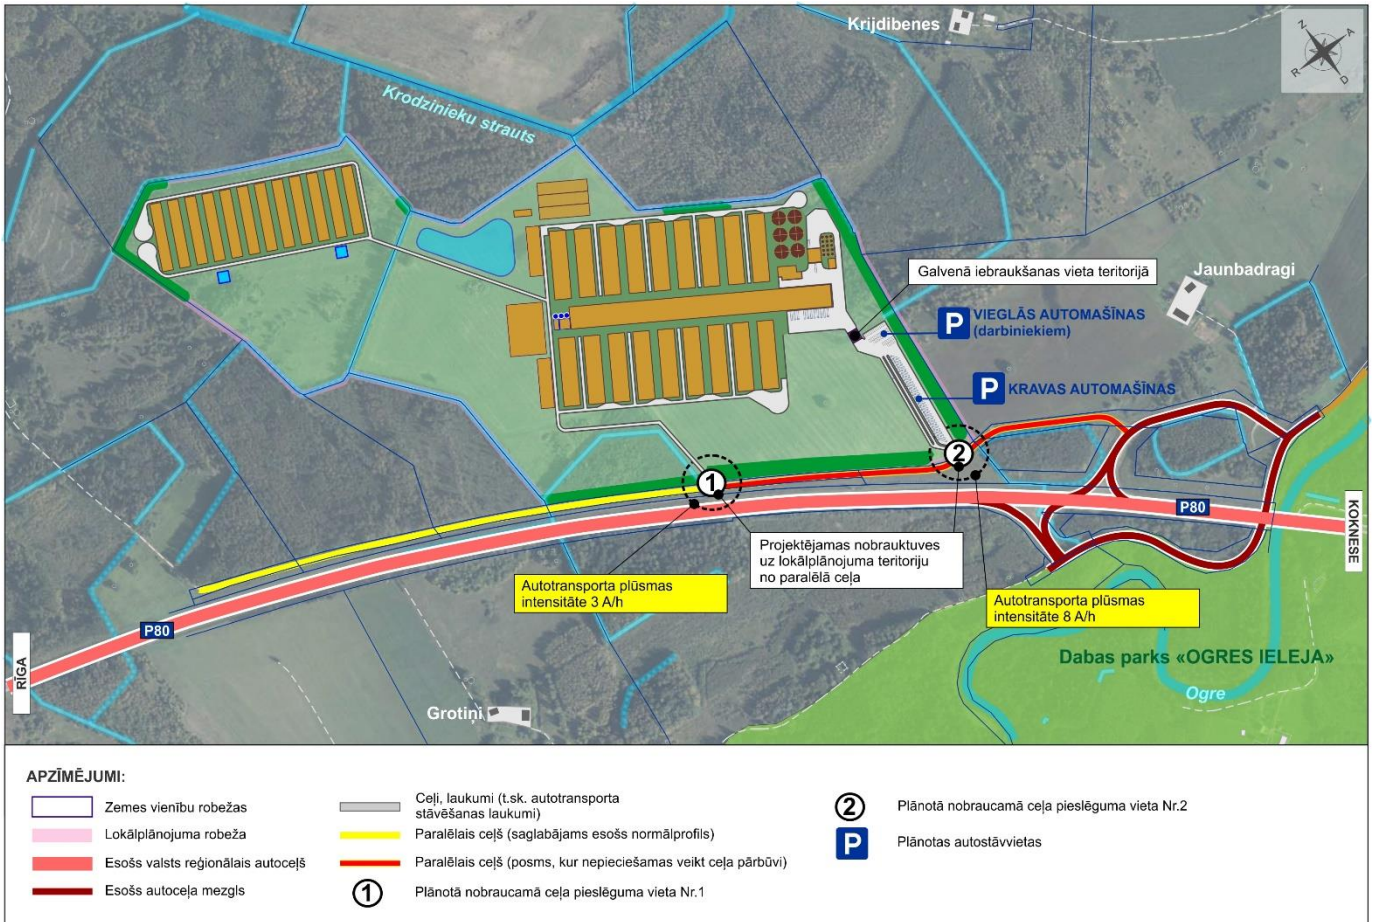 Krijdibenes
Z
A
R
D
Krodzinieku strauts
Galvenā iebraukšanas vieta teritorijā
Jaunbadragi
P
VIEGLĀS AUTOMAŠĪNAS
(darbiniekiem)
P
KRAVAS AUTOMAŠĪNAS
2
1
P80
KOKNESE
Projektējamas nobrauktuves
uz lokālplānojuma teritoriju
no paralēlā ceļa
Autotransporta plūsmas
intensitāte 3 A/h
Autotransporta plūsmas
intensitāte 8 A/h
P80
RĪGA
Dabas parks «OGRES IELEJA»
Ogre
Grotiņi
APZĪMĒJUMI:
Zemes vienību robežas
Lokālplānojuma robeža
Esošs valsts reģionālais autoceļš
Esošs autoceļa mezgls
Ceļi, laukumi (t.sk. autotransporta
stāvēšanas laukumi)
Paralēlais ceļš (saglabājams esošs normālprofils)
Paralēlais ceļš (posms, kur nepieciešamas veikt ceļa pārbūvi)
1
Plānotā nobraucamā ceļa pieslēguma vieta Nr.1
2
Plānotā nobraucamā ceļa pieslēguma vieta Nr.2
P
Plānotas autostāvvietas